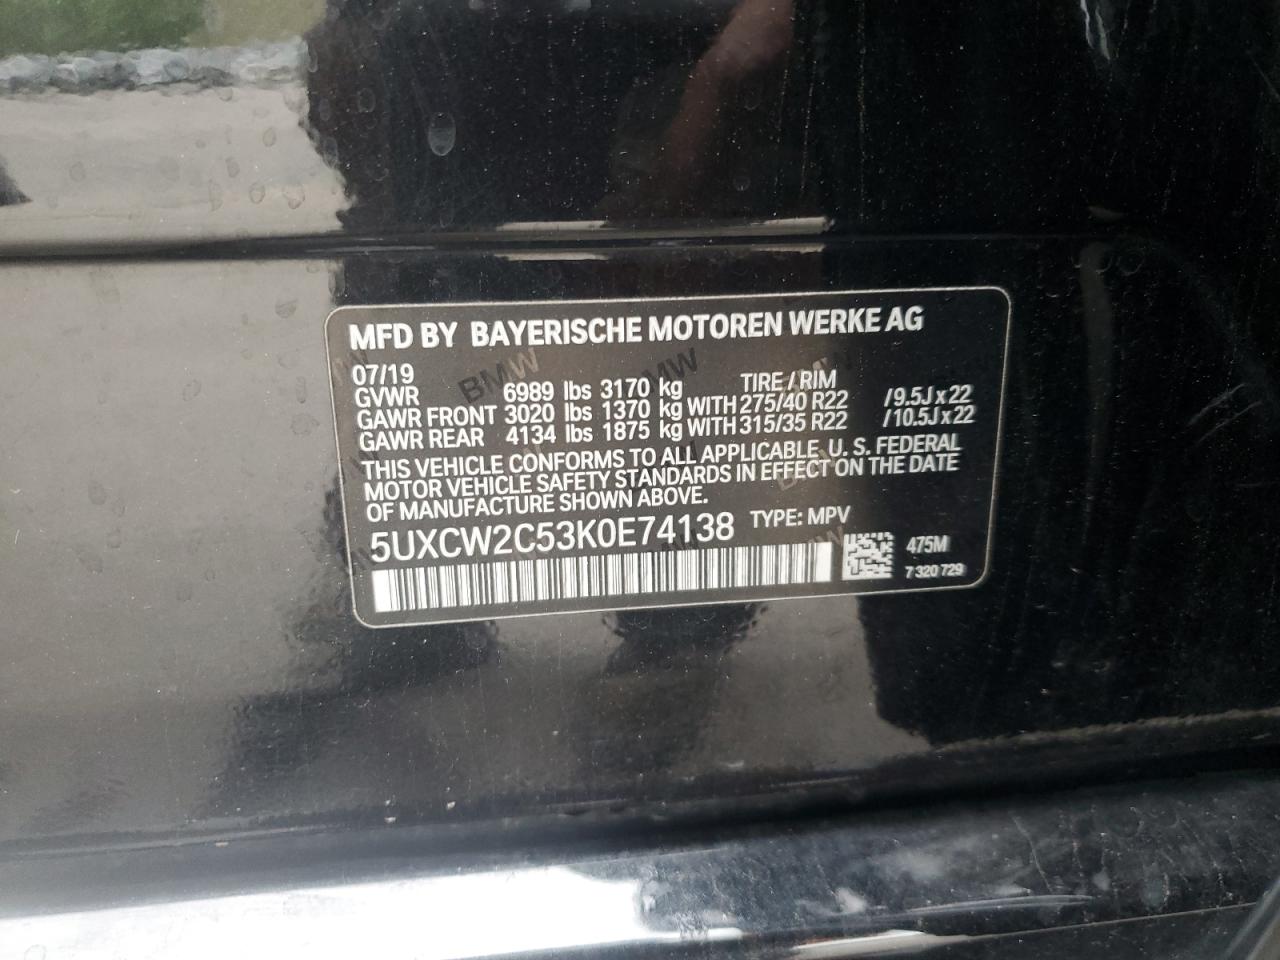 MFD BY BAYERISCHE MOTOREN WERKE AG
07/19
GVWR 6989 lbs 3170 kg TIRE / RIM
GAWR FRONT 3020 lbs 1370 kg WITH 275/40 R22 /9.5J x 22
GAWR REAR 4134 lbs 1875 kg WITH 315/35 R22 /10.5J x 22
THIS VEHICLE CONFORMS TO ALL APPLICABLE U. S. FEDERAL
MOTOR VEHICLE SAFETY STANDARDS IN EFFECT ON THE DATE
OF MANUFACTURE SHOWN ABOVE.
5UXCW2C53K0E74138 TYPE: MPV
475M
7 320 729